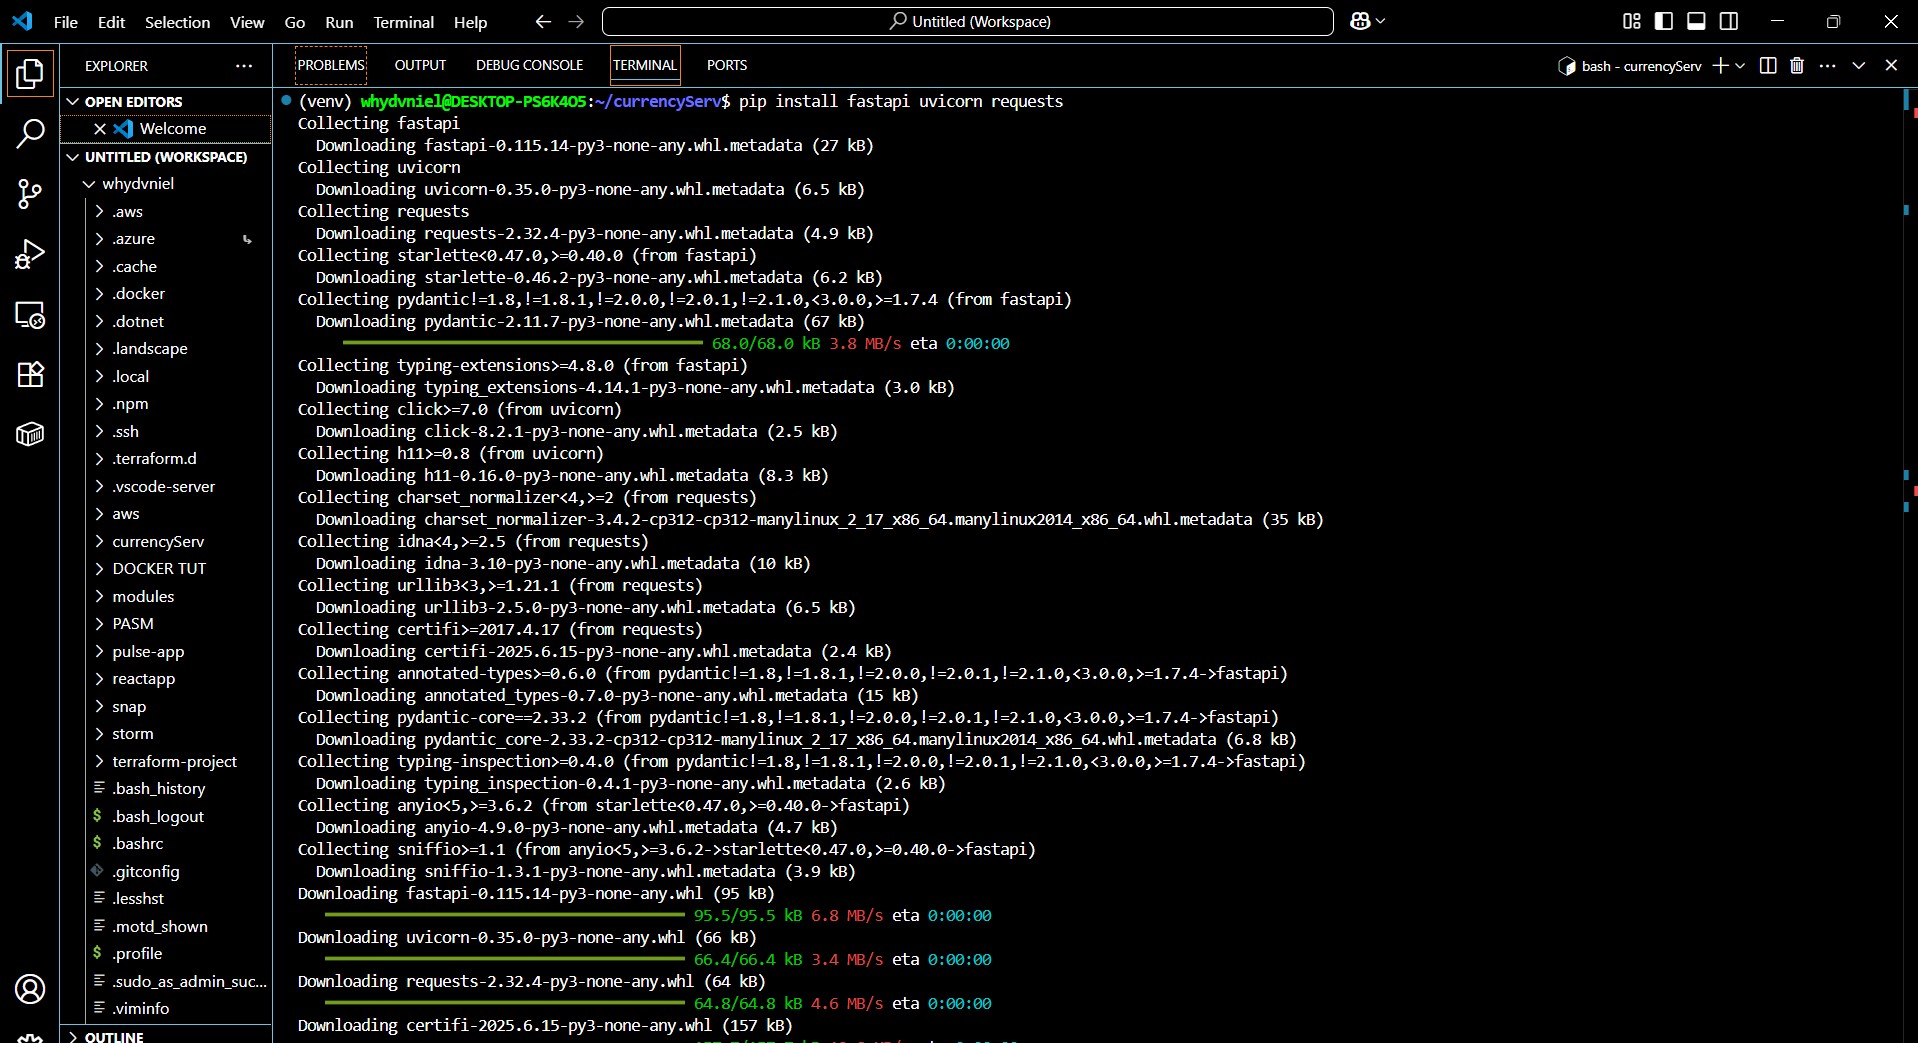 File Edit Selection View Go Run Terminal Help
Untitled (Workspace)
EXPLORER
OPEN EDITORS
Welcome
UNTITLED (WORKSPACE)
whydvniel
.aws
.azure
.cache
.docker
.dotnet
.landscape
.local
.npm
.ssh
.terraform.d
.vscode-server
aws
currencyServ
DOCKER TUT
modules
PASM
pulse-app
reactapp
snap
storm
terraform-project
.bash_history
.bash_logout
.bashrc
.gitconfig
.lesshst
.motd_shown
.profile
.sudo_as_admin_suc...
.viminfo
OUTLINE
PROBLEMS OUTPUT DEBUG CONSOLE TERMINAL PORTS
bash - currencyServ
(venv) whydvniel@DESKTOP-PS6K4O5:~/currencyServ$ pip install fastapi uvicorn requests
Collecting fastapi
Downloading fastapi-0.115.14-py3-none-any.whl.metadata (27 kB)
Collecting uvicorn
Downloading uvicorn-0.35.0-py3-none-any.whl.metadata (6.5 kB)
Collecting requests
Downloading requests-2.32.4-py3-none-any.whl.metadata (4.9 kB)
Collecting starlette<0.47.0,>=0.40.0 (from fastapi)
Downloading starlette-0.46.2-py3-none-any.whl.metadata (6.2 kB)
Collecting pydantic!=1.8,!=1.8.1,!=2.0.0,!=2.0.1,!=2.1.0,<3.0.0,>=1.7.4 (from fastapi)
Downloading pydantic-2.11.7-py3-none-any.whl.metadata (67 kB)
68.0/68.0 kB 3.8 MB/s eta 0:00:00
Collecting typing-extensions>=4.8.0 (from fastapi)
Downloading typing_extensions-4.14.1-py3-none-any.whl.metadata (3.0 kB)
Collecting click>=7.0 (from uvicorn)
Downloading click-8.2.1-py3-none-any.whl.metadata (2.5 kB)
Collecting h11>=0.8 (from uvicorn)
Downloading h11-0.16.0-py3-none-any.whl.metadata (8.3 kB)
Collecting charset_normalizer<4,>=2 (from requests)
Downloading charset_normalizer-3.4.2-cp312-cp312-manylinux_2_17_x86_64.manylinux2014_x86_64.whl.metadata (35 kB)
Collecting idna<4,>=2.5 (from requests)
Downloading idna-3.10-py3-none-any.whl.metadata (10 kB)
Collecting urllib3<3,>=1.21.1 (from requests)
Downloading urllib3-2.5.0-py3-none-any.whl.metadata (6.5 kB)
Collecting certifi>=2017.4.17 (from requests)
Downloading certifi-2025.6.15-py3-none-any.whl.metadata (2.4 kB)
Collecting annotated-types>=0.6.0 (from pydantic!=1.8,!=1.8.1,!=2.0.0,!=2.0.1,!=2.1.0,<3.0.0,>=1.7.4->fastapi)
Downloading annotated_types-0.7.0-py3-none-any.whl.metadata (15 kB)
Collecting pydantic-core==2.33.2 (from pydantic!=1.8,!=1.8.1,!=2.0.0,!=2.0.1,!=2.1.0,<3.0.0,>=1.7.4->fastapi)
Downloading pydantic_core-2.33.2-cp312-cp312-manylinux_2_17_x86_64.manylinux2014_x86_64.whl.metadata (6.8 kB)
Collecting typing-inspection>=0.4.0 (from pydantic!=1.8,!=1.8.1,!=2.0.0,!=2.0.1,!=2.1.0,<3.0.0,>=1.7.4->fastapi)
Downloading typing_inspection-0.4.1-py3-none-any.whl.metadata (2.6 kB)
Collecting anyio<5,>=3.6.2 (from starlette<0.47.0,>=0.40.0->fastapi)
Downloading anyio-4.9.0-py3-none-any.whl.metadata (4.7 kB)
Collecting sniffio>=1.1 (from anyio<5,>=3.6.2->starlette<0.47.0,>=0.40.0->fastapi)
Downloading sniffio-1.3.1-py3-none-any.whl.metadata (3.9 kB)
Downloading fastapi-0.115.14-py3-none-any.whl (95 kB)
95.5/95.5 kB 6.8 MB/s eta 0:00:00
Downloading uvicorn-0.35.0-py3-none-any.whl (66 kB)
66.4/66.4 kB 3.4 MB/s eta 0:00:00
Downloading requests-2.32.4-py3-none-any.whl (64 kB)
64.8/64.8 kB 4.6 MB/s eta 0:00:00
Downloading certifi-2025.6.15-py3-none-any.whl (157 kB)